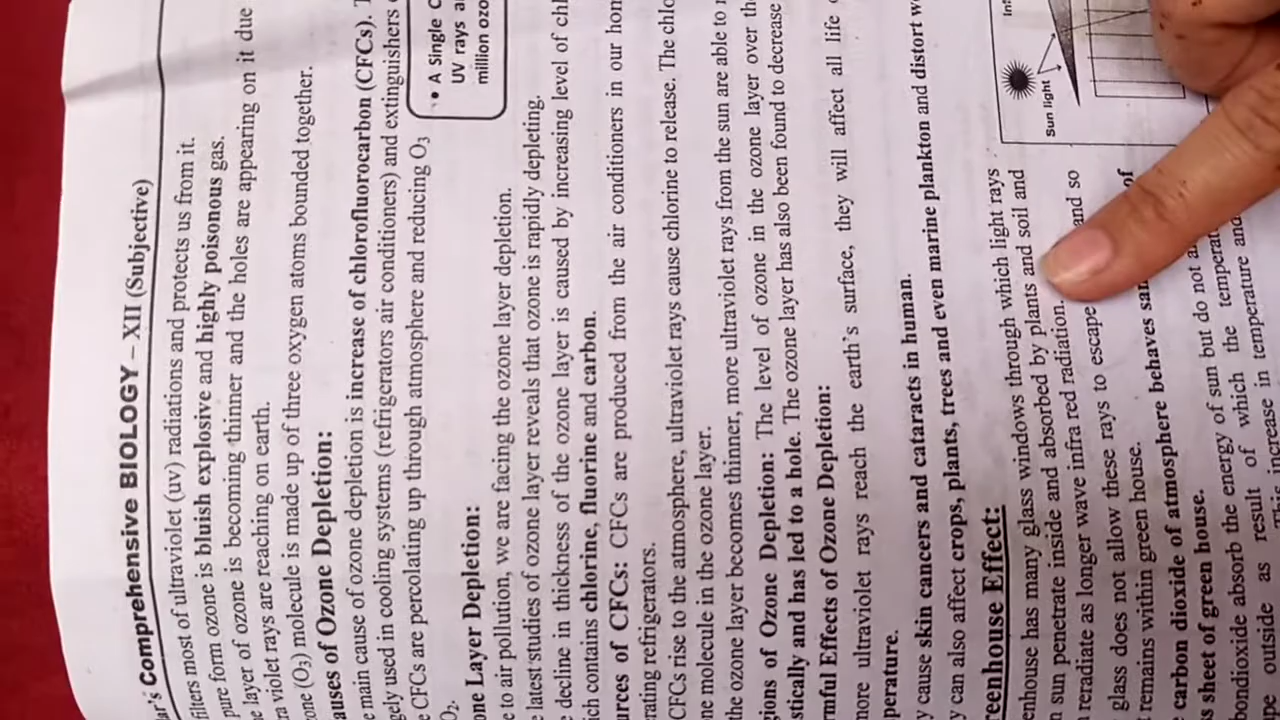 ar's Comprehensive BIOLOGY – XII (Subjective)
filters most of ultraviolet (uv) radiations and protects us from it.
pure form ozone is bluish explosive and highly poisonous gas.
layer of ozone is becoming thinner and the holes are appearing on it due
violet rays are reaching on earth.
(O3) molecule is made up of three oxygen atoms bounded together.
auses of Ozone Depletion:
main cause of ozone depletion is increase of chlorofluorocarbon (CFCs).
gely used in cooling systems (refrigerators air conditioners) and extinguishers
CFCs are percolating up through atmosphere and reducing O3
O2.
• A Single
UV rays
million
one Layer Depletion:
to air pollution, we are facing the ozone layer depletion.
latest studies of ozone layer reveals that ozone is rapidly depleting.
decline in thickness of the ozone layer is caused by increasing level of
ich contains chlorine, fluorine and carbon.
urces of CFCs: CFCs are produced from the air conditioners in our
erating refrigerators.
CFCs rise to the atmosphere, ultraviolet rays cause chlorine to release. The
one molecule in the ozone layer.
the ozone layer becomes thinner, more ultraviolet rays from the sun are able to
gions of Ozone Depletion: The level of ozone in the ozone layer over
stically and has led to a hole. The ozone layer has also been found to decrease
rmful Effects of Ozone Depletion:
more ultraviolet rays reach the earth's surface, they will affect all life
perature.
y cause skin cancers and cataracts in human.
y can also affect crops, plants, trees and even marine plankton and distort
reenhouse Effect:
enhouse has many glass windows through which light rays
sun penetrate inside and absorbed by plants and soil and
reradiate as longer wave infra red radiation.
glass does not allow these rays to escape and so
remains within green house.
carbon dioxide of atmosphere behaves of
s sheet of green house.
bondioxide absorb the energy of sun but do not
pe outside as result of which the temperature and
increase in
Sun light